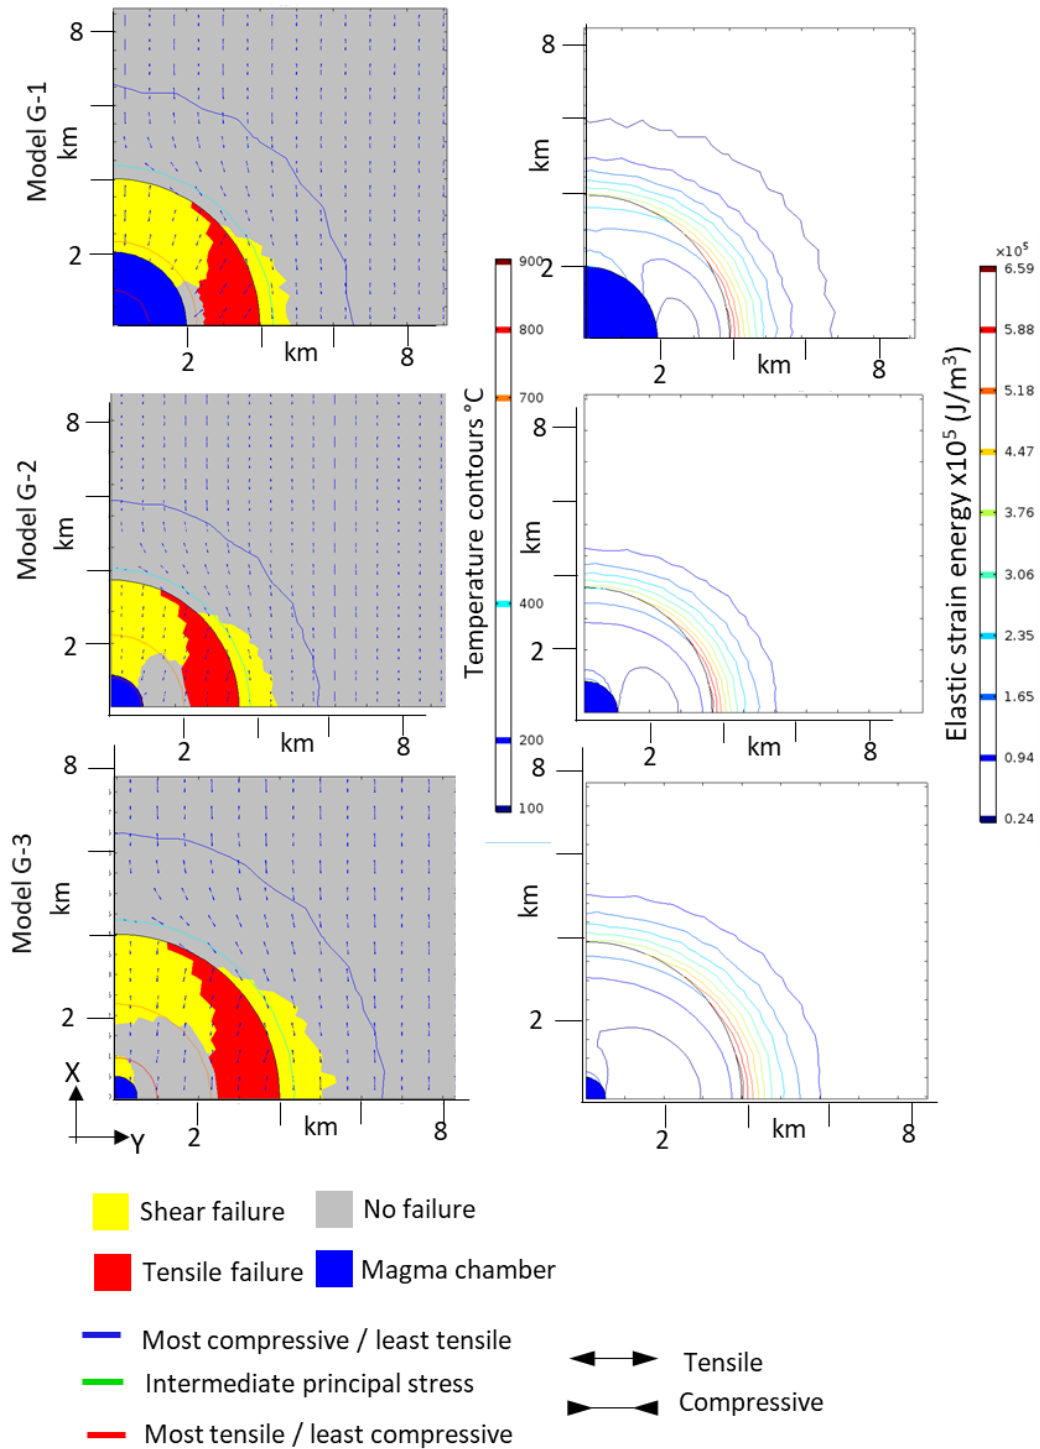 Model G-1
km
8
2
2
km
8
km
8
2
2
km
8
Model G-2
km
8
2
2
km
8
km
8
2
2
km
8
Model G-3
km
8
2
2
km
8
km
8
2
2
km
8
X
Y
Temperature contours °C
900
800
700
400
200
100
Elastic strain energy x10⁵ (J/m³)
×10⁵
6.59
5.88
5.18
4.47
3.76
3.06
2.35
1.65
0.94
0.24
Shear failure
No failure
Tensile failure
Magma chamber
Most compressive / least tensile
Intermediate principal stress
Most tensile / least compressive
Tensile
Compressive